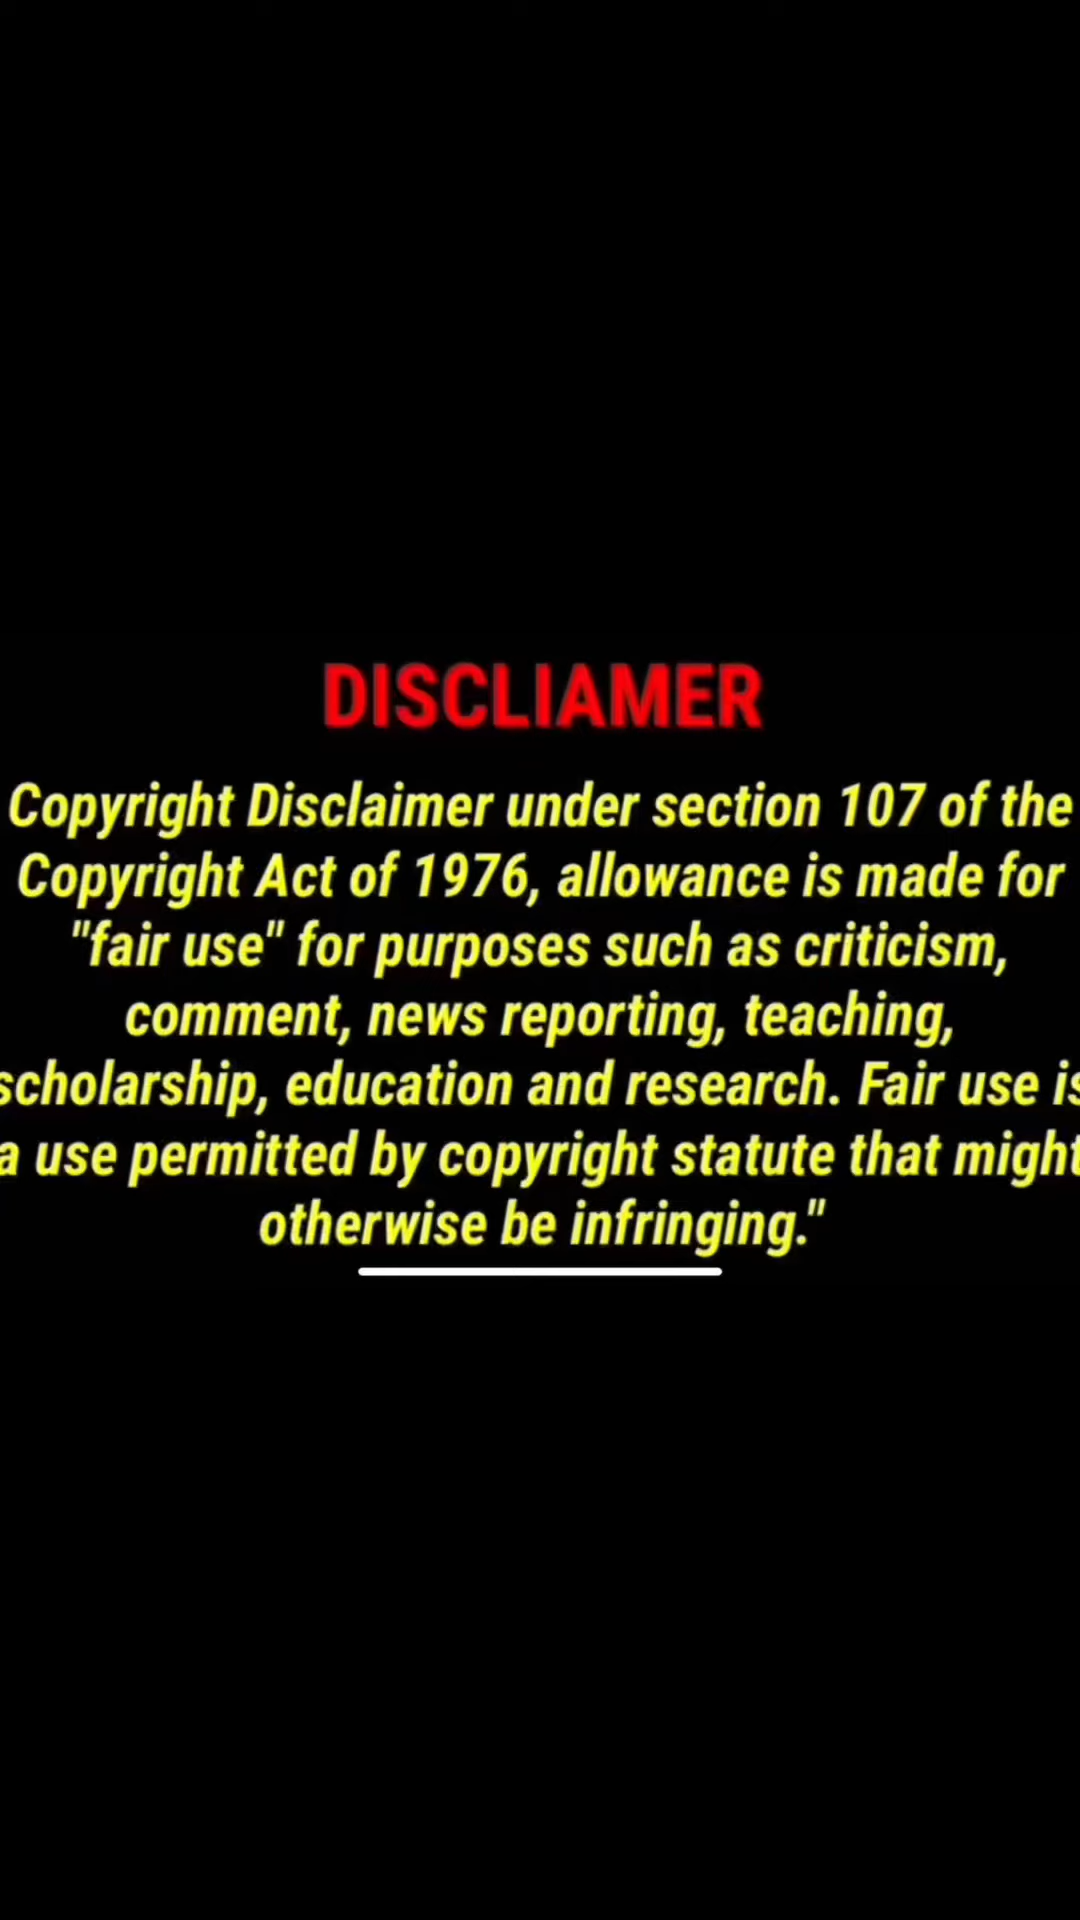 DISCLIAMER
Copyright Disclaimer under section 107 of the
Copyright Act of 1976, allowance is made for
"fair use" for purposes such as criticism,
comment, news reporting, teaching,
scholarship, education and research. Fair use is
a use permitted by copyright statute that might
otherwise be infringing."